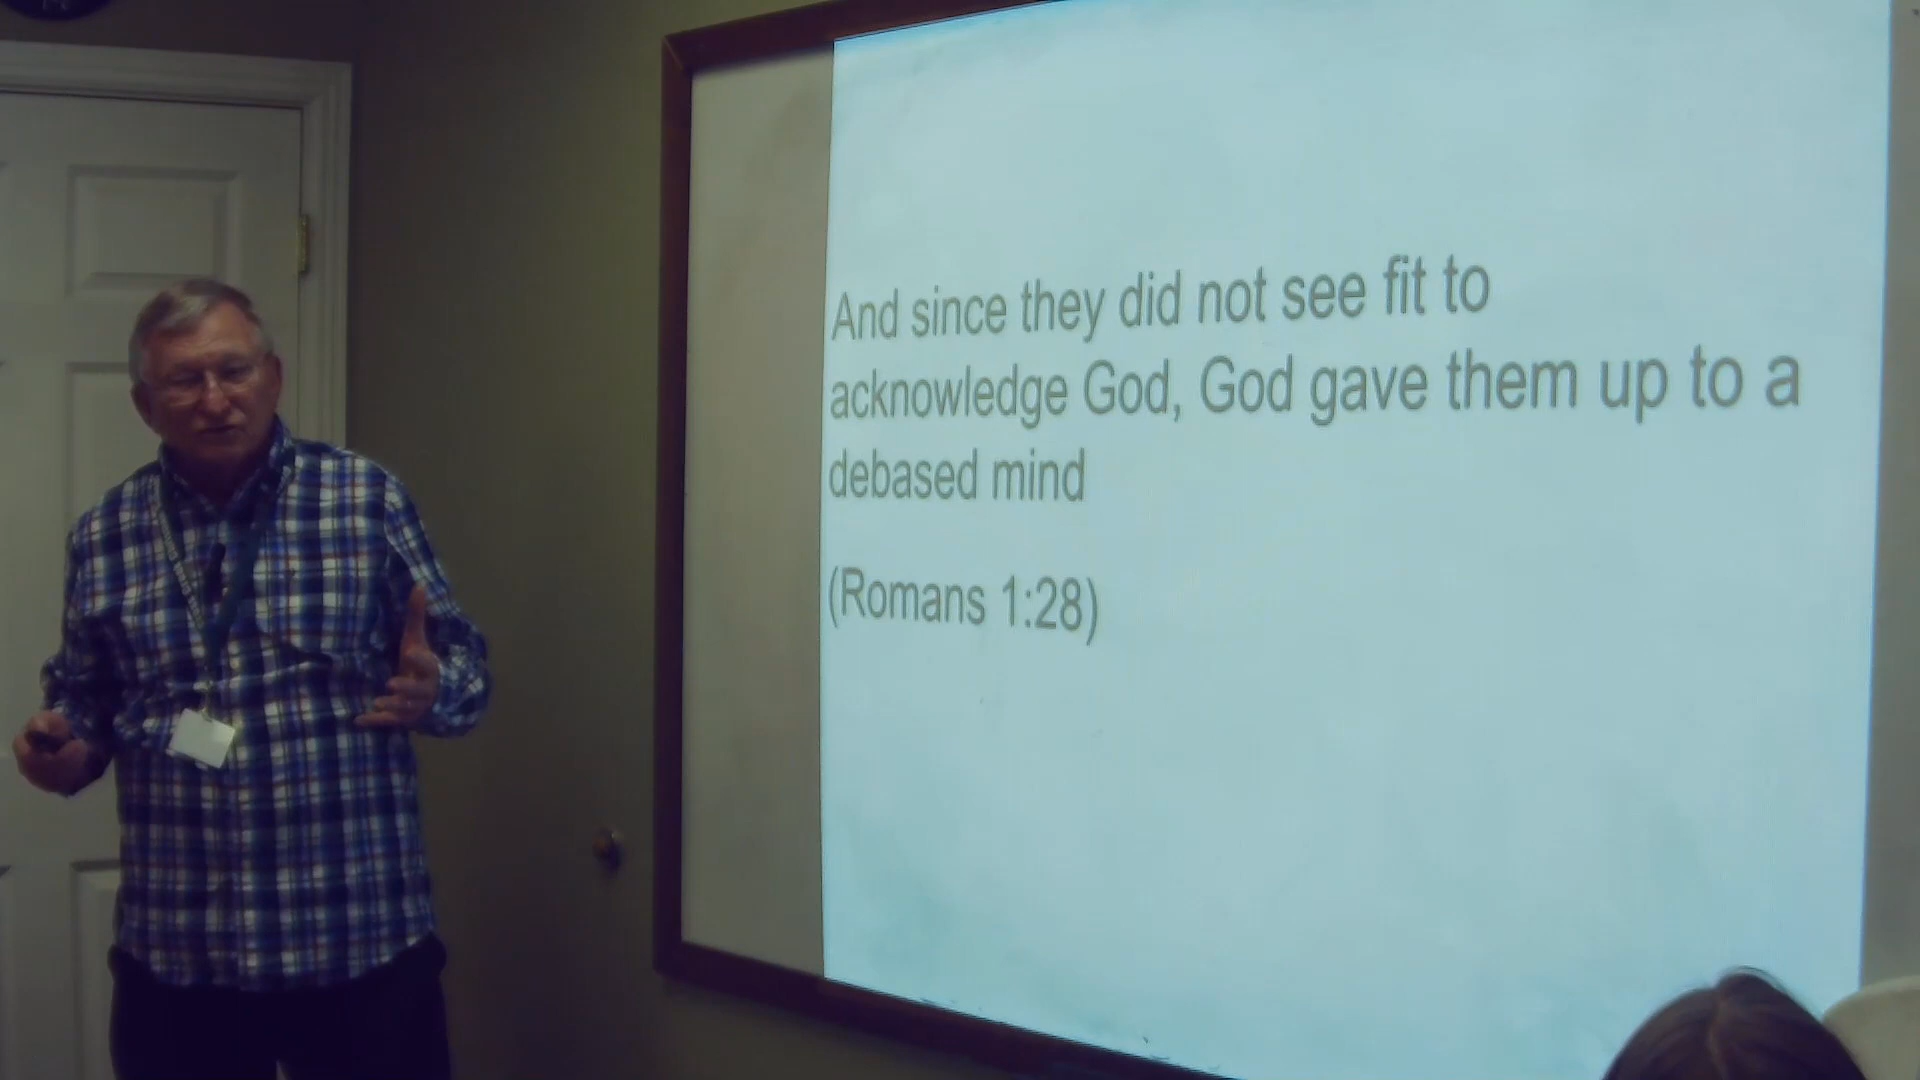 And since they did not see fit to
acknowledge God, God gave them up to a
debased mind
(Romans 1:28)